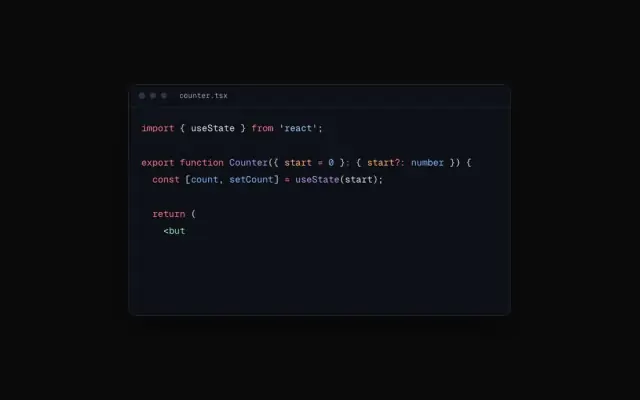 counter.tsx
import { useState } from 'react';
export function Counter({ start = 0 }: { start?: number }) {
const [count, setCount] = useState(start);
return (
<but